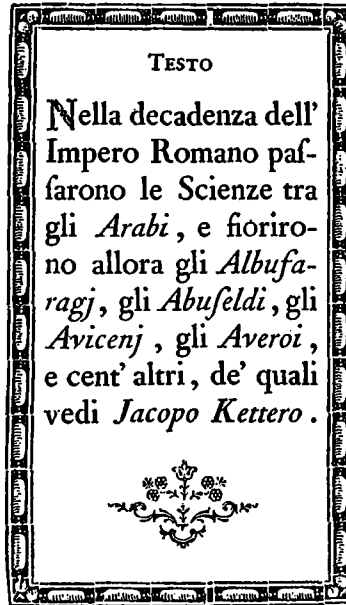 TESTO
Nella decadenza dell'
Impero Romano paſ-
ſarono le Scienze tra
gli Arabi, e fioriro-
no allora gli Albufa-
ragj, gli Abuſeldi, gli
Avicenj, gli Averoi,
e cent' altri, de' quali
vedi Jacopo Kettero.